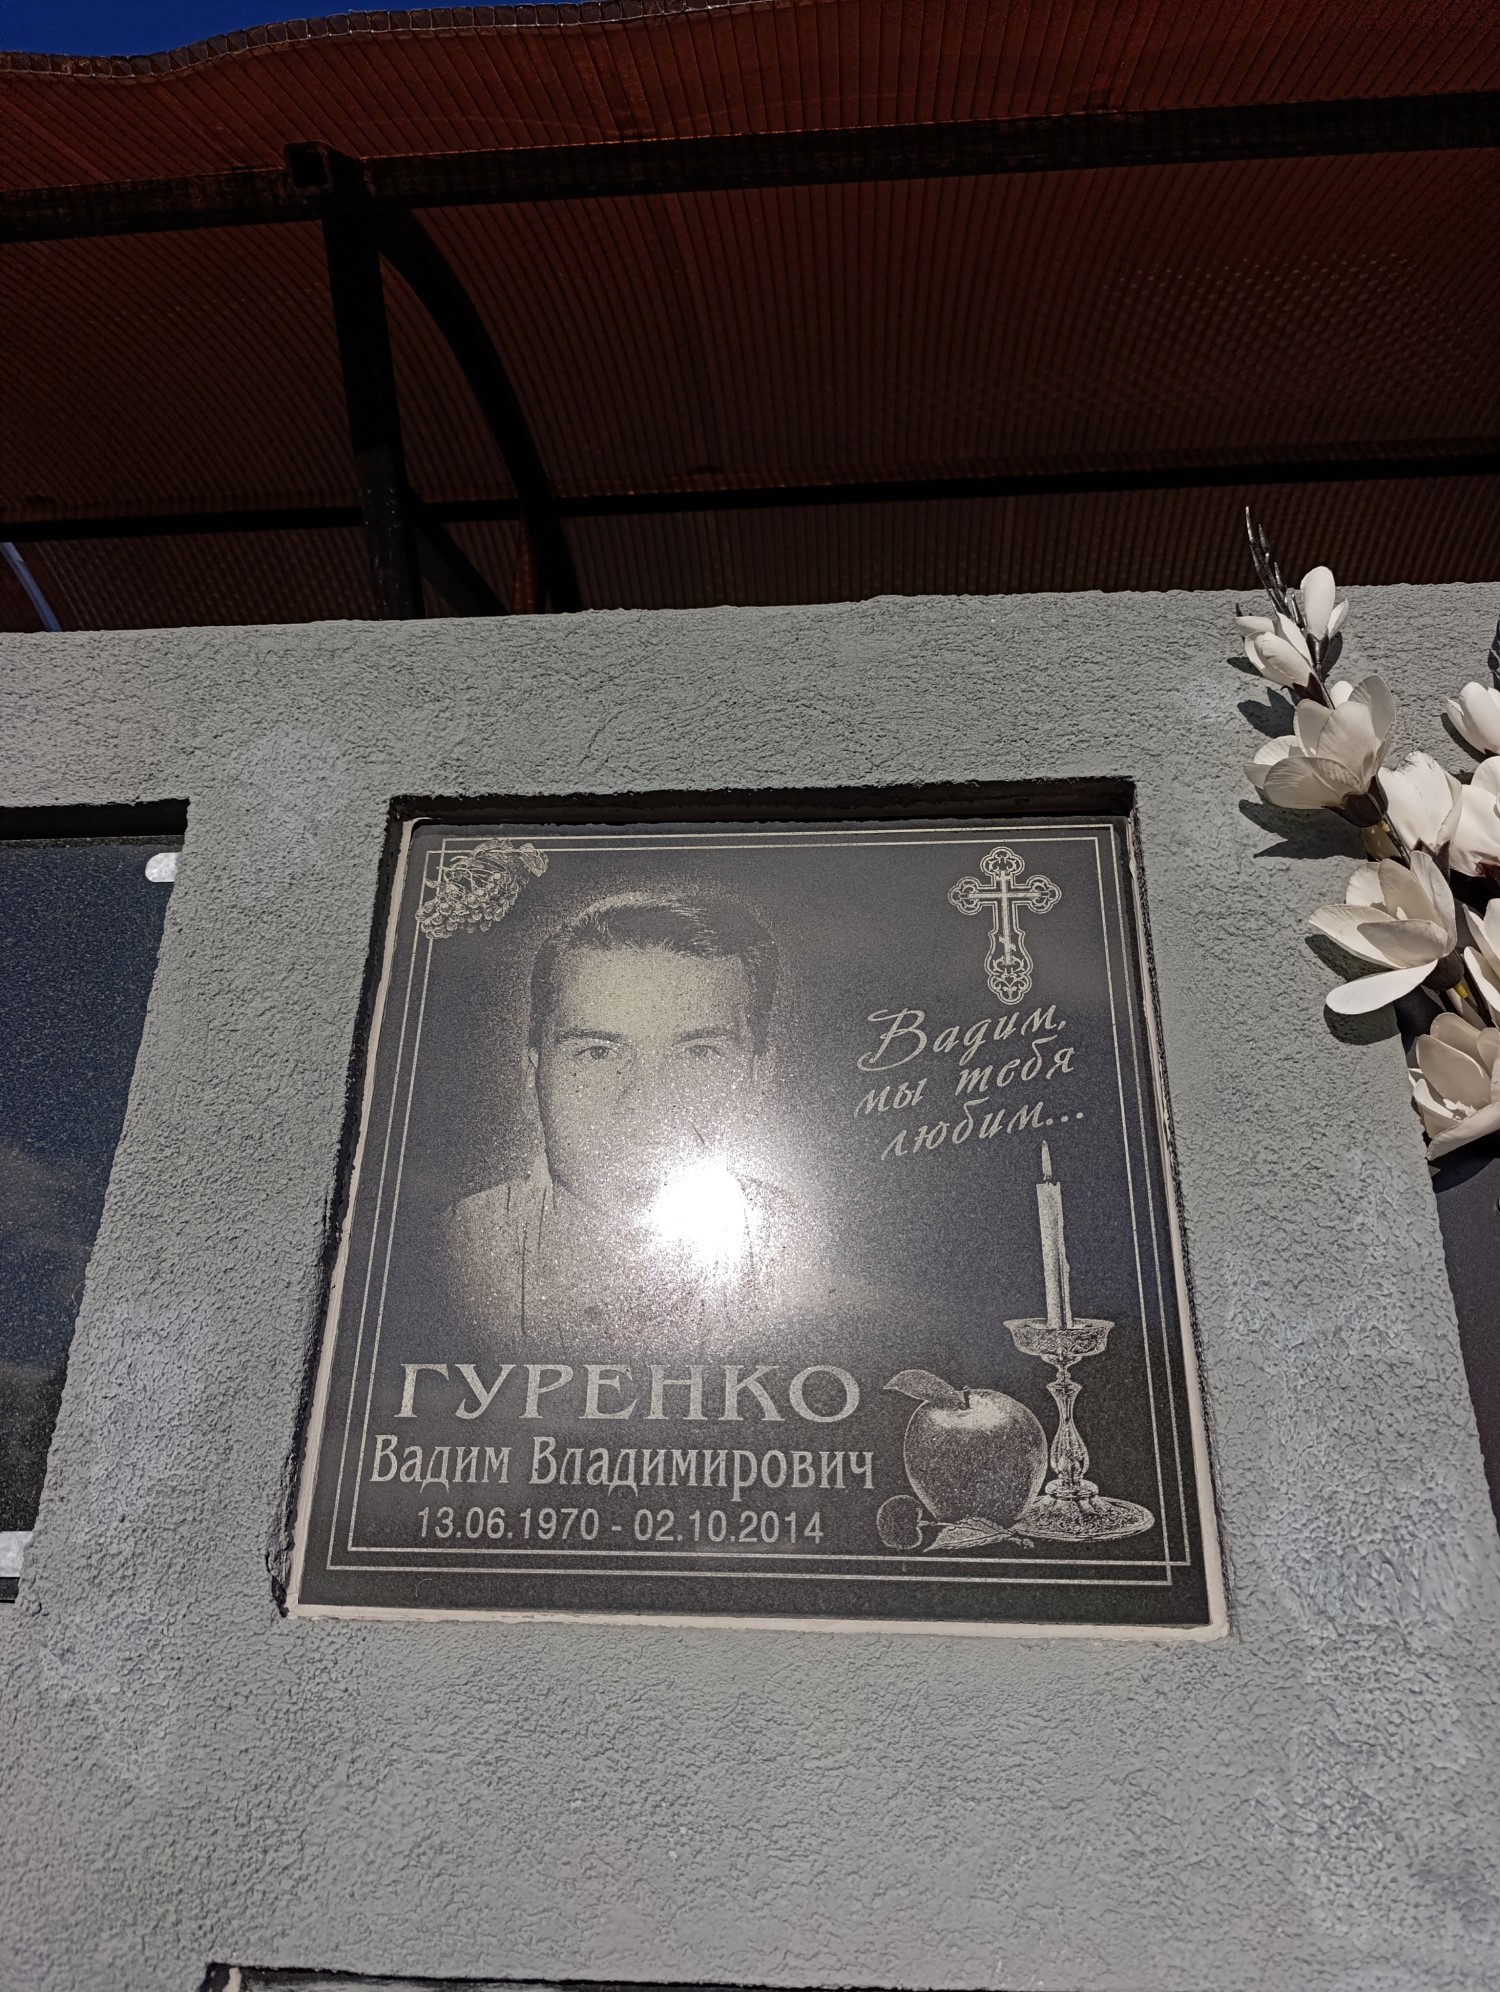 Вадим,
мы тебя
любим...
ГУРЕНКО
Вадим Владимирович
13.06.1970 - 02.10.2014